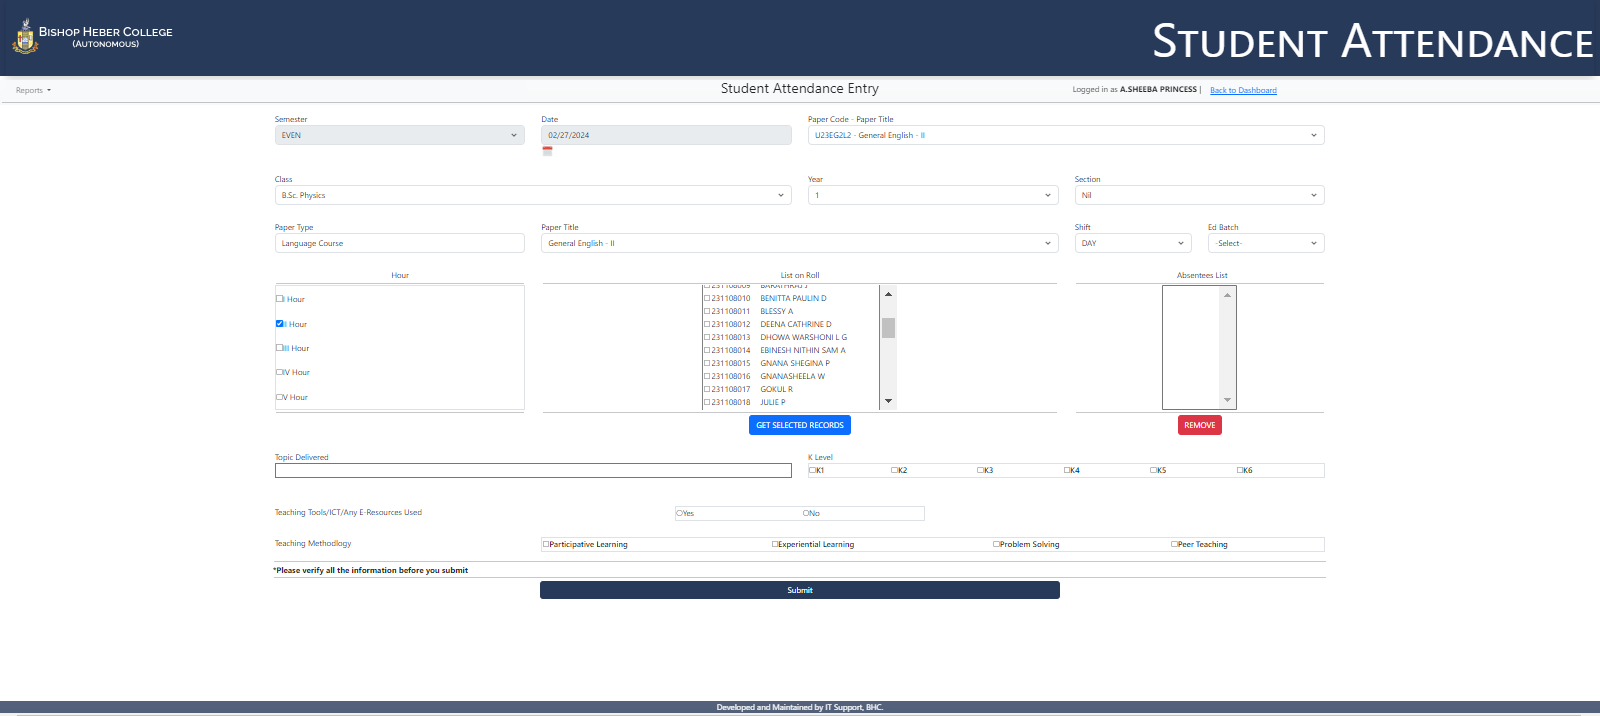 BISHOP HEBER COLLEGE
(AUTONOMOUS)
STUDENT ATTENDANCE
Reports
Student Attendance Entry
Logged in as A.SHEEBA PRINCESS | Back to Dashboard
Semester
Date
Paper Code - Paper Title
EVEN
02/27/2024
U23EG2L2 - General English - II
Class
Year
Section
B.Sc. Physics
1
Nil
Paper Type
Paper Title
Shift
Ed Batch
Language Course
General English - II
DAY
-Select-
Hour
List on Roll
Absentees List
I Hour
II Hour
III Hour
IV Hour
V Hour
231108009 BARATHRAJ J
231108010 BENITTA PAULIN D
231108011 BLESSY A
231108012 DEENA CATHRINE D
231108013 DHOWA WARSHONI L G
231108014 EBINESH NITHIN SAM A
231108015 GNANA SHEGINA P
231108016 GNANASHEELA W
231108017 GOKUL R
231108018 JULIE P
GET SELECTED RECORDS
REMOVE
Topic Delivered
K Level
K1 K2 K3 K4 K5 K6
Teaching Tools/ICT/Any E-Resources Used
Yes No
Teaching Methodlogy
Participative Learning Experiential Learning Problem Solving Peer Teaching
*Please verify all the information before you submit
Submit
Developed and Maintained by IT Support, BHC.